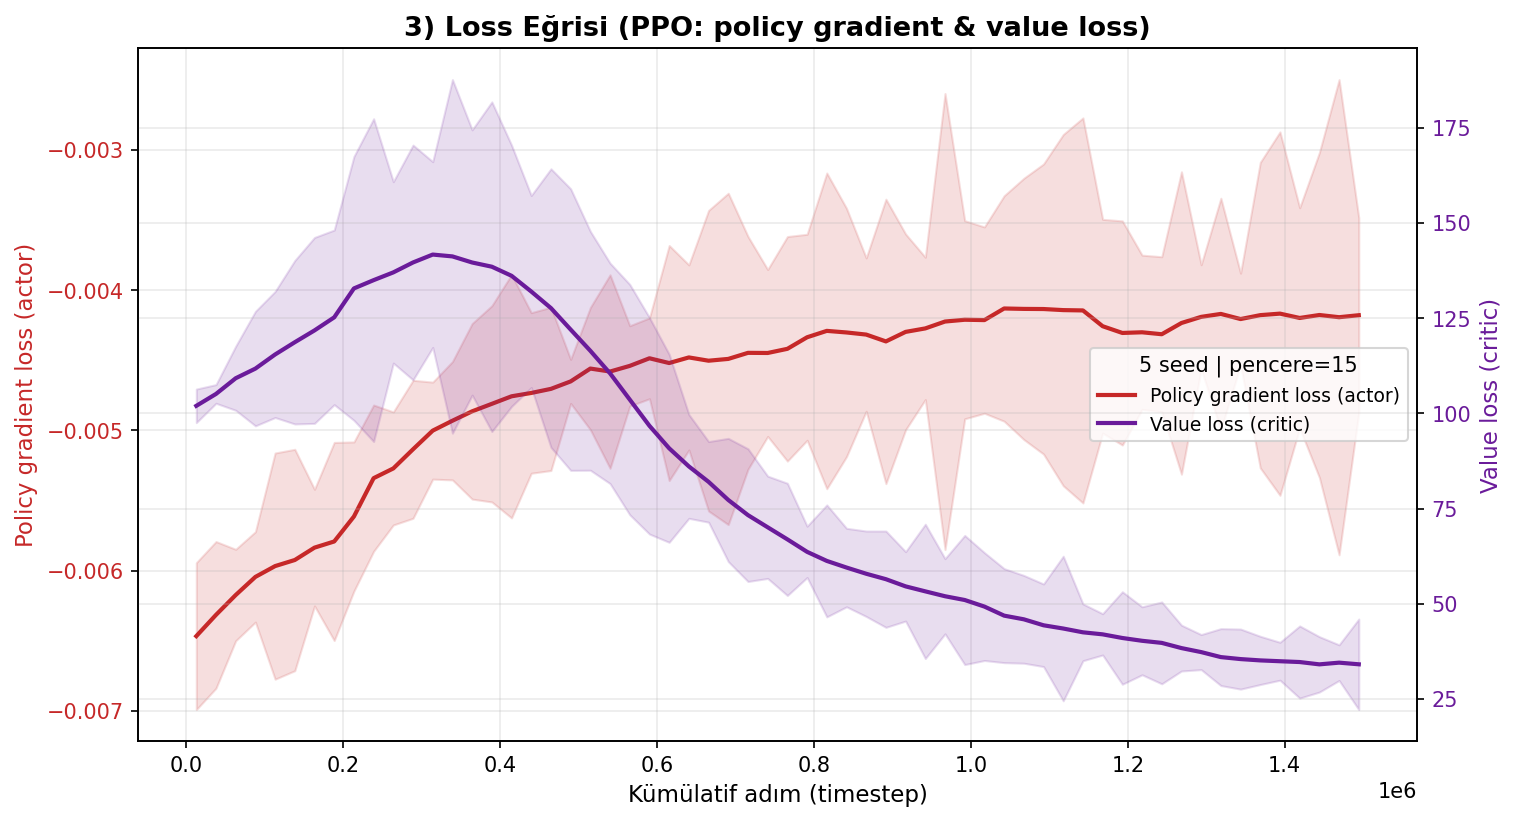 3) Loss Eğrisi (PPO: policy gradient & value loss)
Policy gradient loss (actor)
−0.003
−0.004
−0.005
−0.006
−0.007
175
150
125
100
75
50
25
Value loss (critic)
5 seed | pencere=15
Policy gradient loss (actor)
Value loss (critic)
0.0 0.2 0.4 0.6 0.8 1.0 1.2 1.4
1e6
Kümülatif adım (timestep)